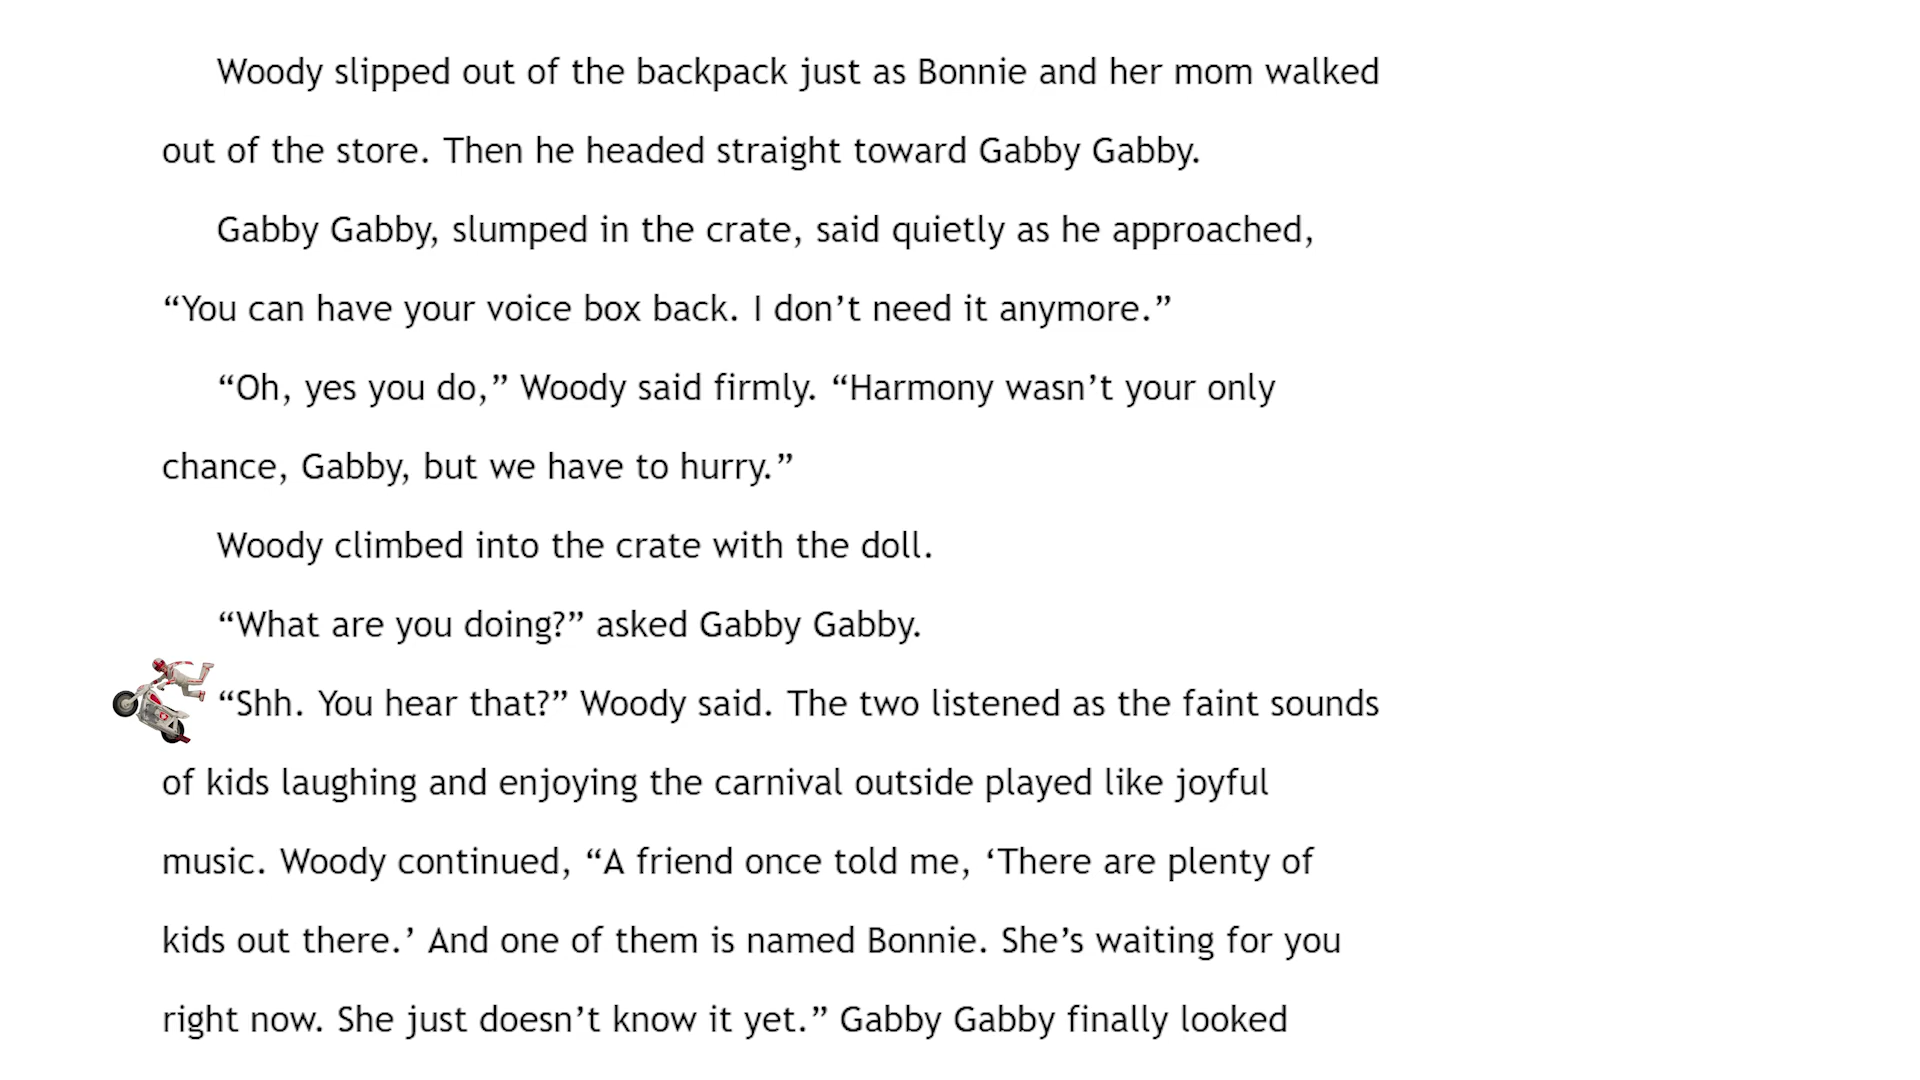 Woody slipped out of the backpack just as Bonnie and her mom walked
out of the store. Then he headed straight toward Gabby Gabby.
Gabby Gabby, slumped in the crate, said quietly as he approached,
“You can have your voice box back. I don’t need it anymore.”
“Oh, yes you do,” Woody said firmly. “Harmony wasn’t your only
chance, Gabby, but we have to hurry.”
Woody climbed into the crate with the doll.
“What are you doing?” asked Gabby Gabby.
“Shh. You hear that?” Woody said. The two listened as the faint sounds
of kids laughing and enjoying the carnival outside played like joyful
music. Woody continued, “A friend once told me, ‘There are plenty of
kids out there.’ And one of them is named Bonnie. She’s waiting for you
right now. She just doesn’t know it yet.” Gabby Gabby finally looked